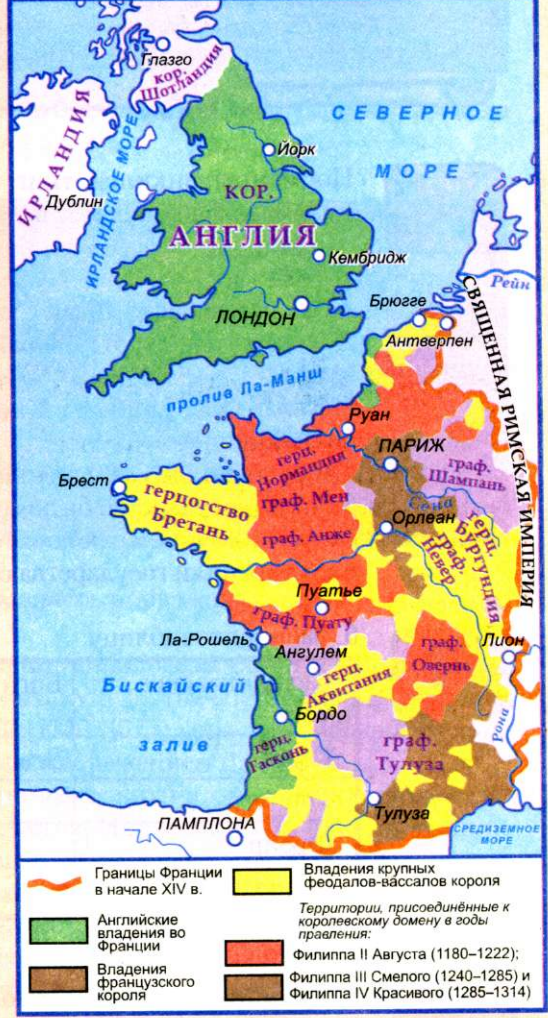 Глазго
кор.
Шотландия
СЕВЕРНОЕ
МОРЕ
ИРЛАНДИЯ
Дублин
ИРЛАНДСКОЕ МОРЕ
Йорк
КОР.
АНГЛИЯ
Кембридж
ЛОНДОН
Рейн
СВЯЩЕННАЯ РИМСКАЯ ИМПЕРИЯ
Брюгге
Антверпен
пролив Ла-Манш
Руан
ПАРИЖ
герц.
Нормандия
граф.
Шампань
Сена
Брест
герцогство
Бретань
граф. Мен
граф. Анже
Орлеан
герц.
Бургундия
граф.
Невер
Пуатье
граф. Пуату
Ла-Рошель
Ангулем
граф.
Овернь
Лион
герц.
Аквитания
Бискайский
залив
Бордо
герц.
Гасконь
граф.
Тулуза
Рона
Тулуза
ПАМПЛОНА
СРЕДИЗЕМНОЕ
МОРЕ
Границы Франции
в начале XIV в.
Владения крупных
феодалов-вассалов короля
Английские
владения во
Франции
Владения
французского
короля
Территории, присоединённые к
королевскому домену в годы
правления:
Филиппа II Августа (1180–1222);
Филиппа III Смелого (1240–1285) и
Филиппа IV Красивого (1285–1314)